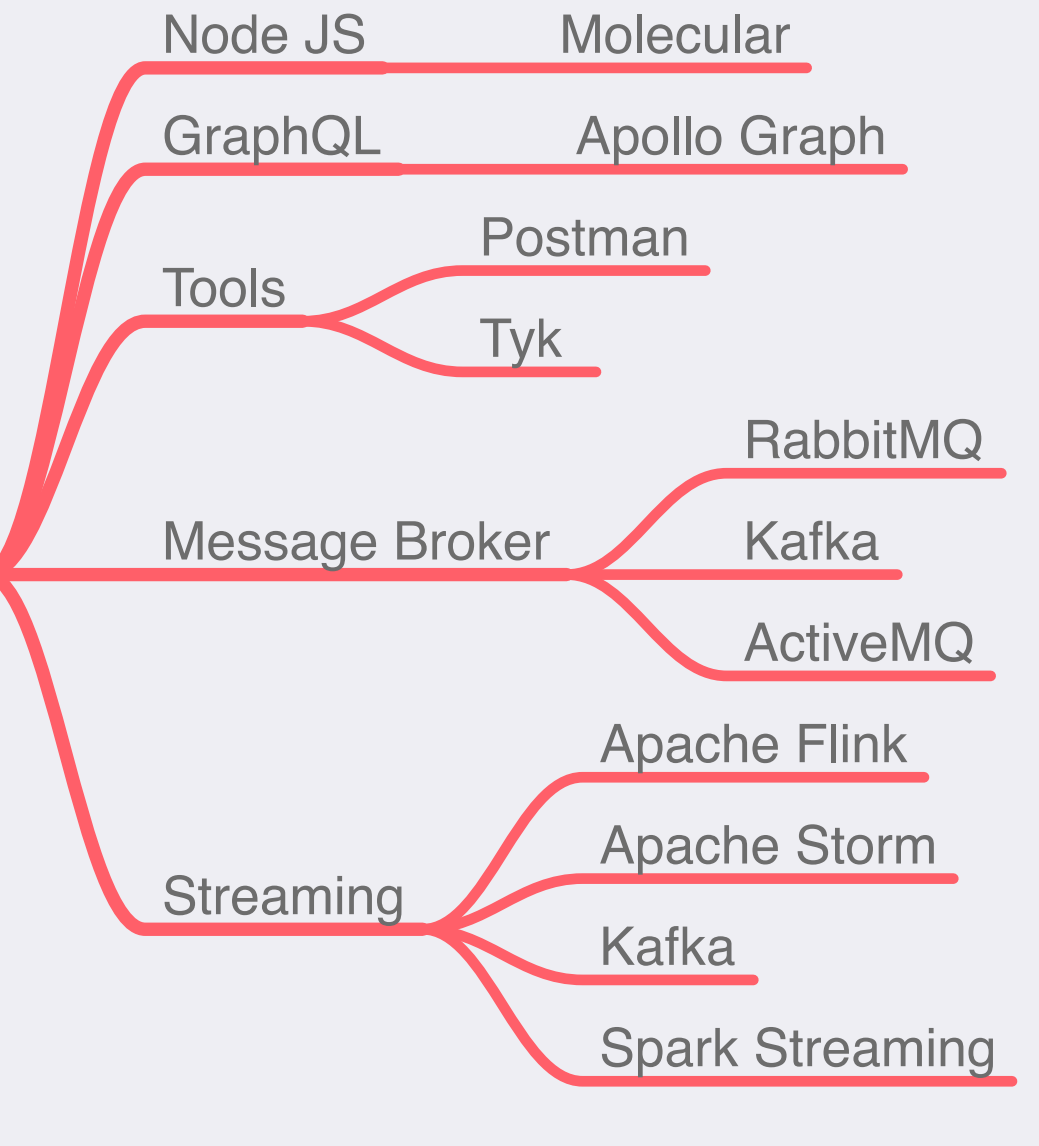 Node JS
Molecular
GraphQL
Apollo Graph
Tools
Postman
Tyk
Message Broker
RabbitMQ
Kafka
ActiveMQ
Streaming
Apache Flink
Apache Storm
Kafka
Spark Streaming